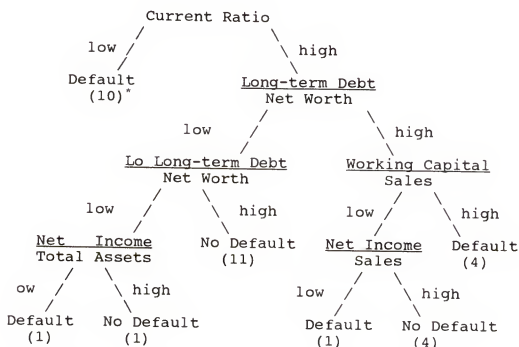 Current Ratio
low high
Default
(10)*
Long-term Debt
Net Worth
low high
Lo Long-term Debt
Net Worth
Working Capital
Sales
low high low high
Net Income
Total Assets
No Default
(11)
Net Income
Sales
Default
(4)
ow high low high
Default
(1)
No Default
(1)
Default
(1)
No Default
(4)